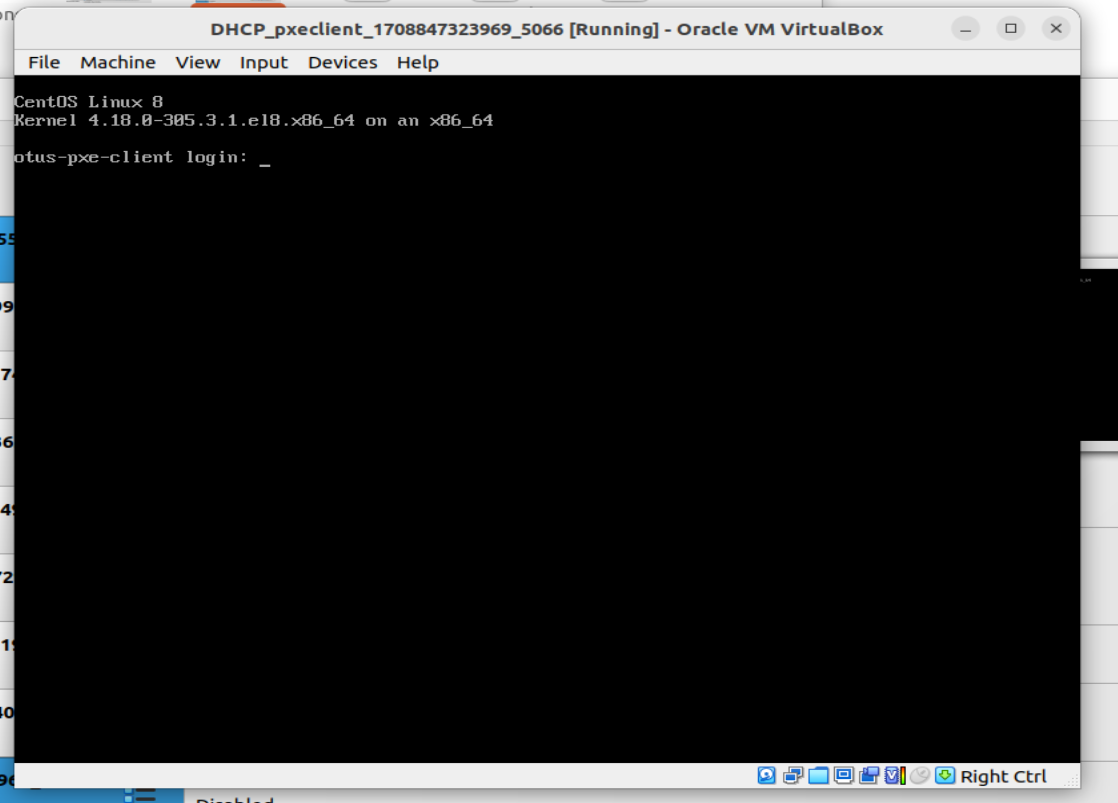 DHCP_pxeclient_1708847323969_5066 [Running] - Oracle VM VirtualBox
File Machine View Input Devices Help
CentOS Linux 8
Kernel 4.18.0-305.3.1.el8.x86_64 on an x86_64
otus-pxe-client login: _
Right Ctrl